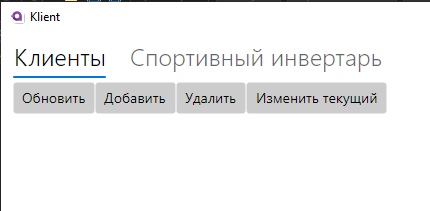 Klient
Клиенты Спортивный инвертарь
Обновить Добавить Удалить Изменить текущий